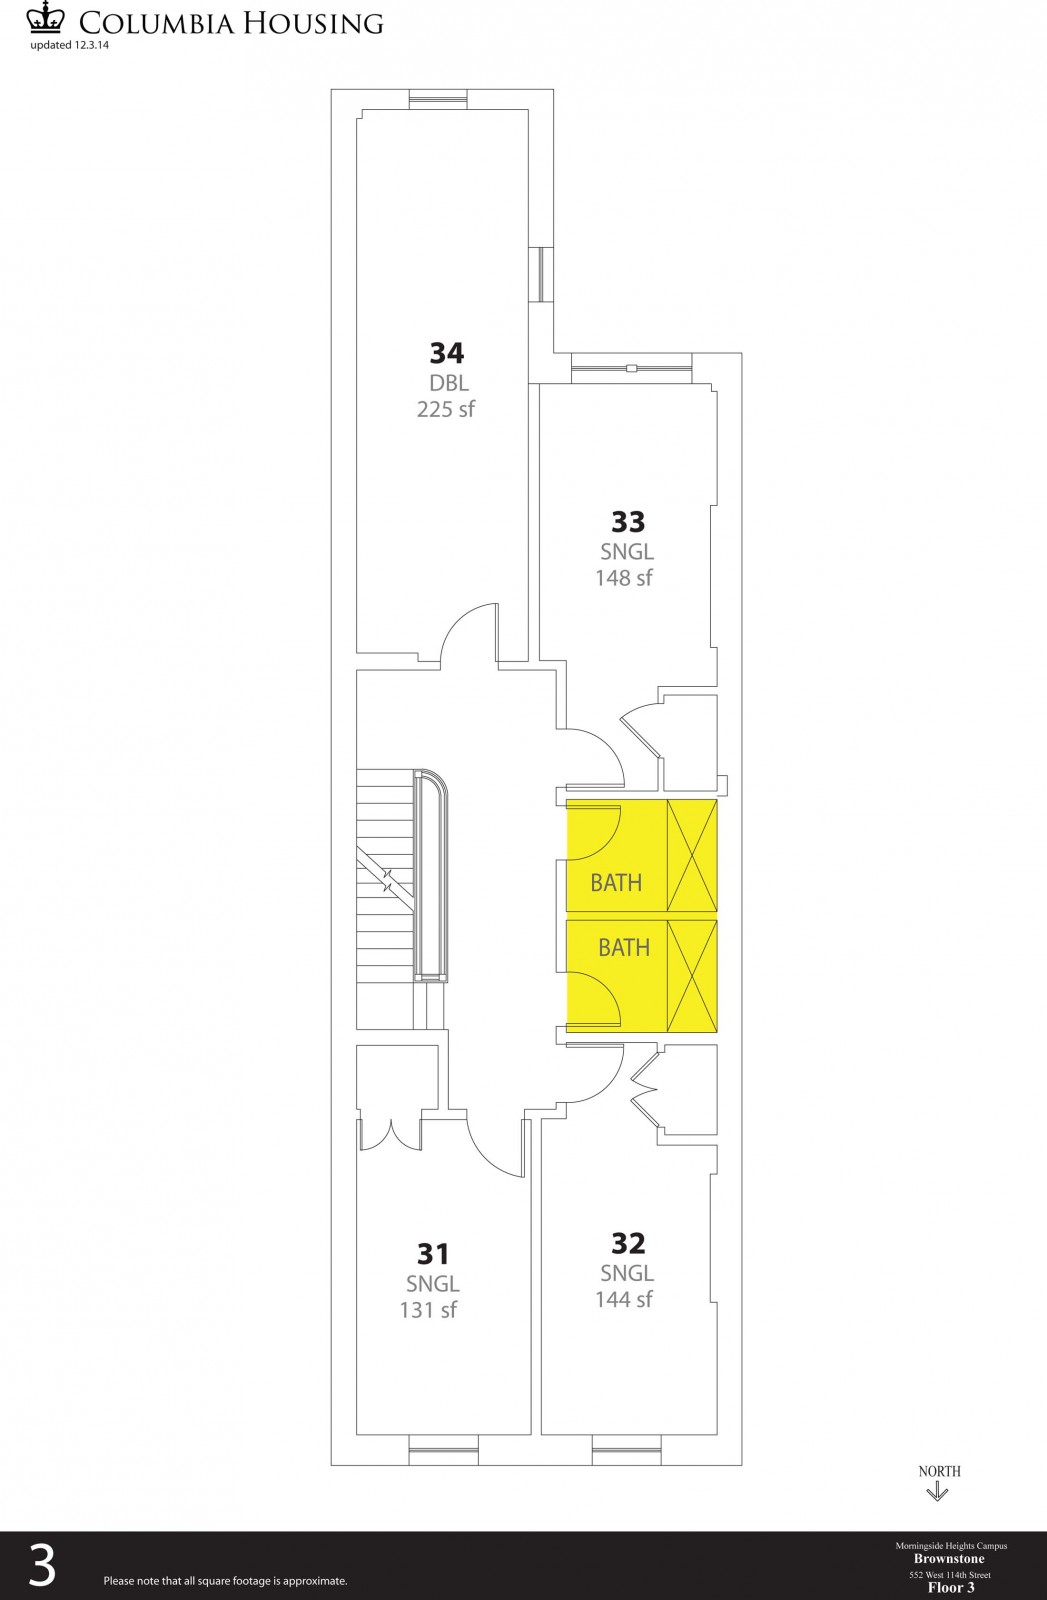 COLUMBIA HOUSING
updated 12.3.14
34
DBL
225 sf
33
SNGL
148 sf
BATH
BATH
31
SNGL
131 sf
32
SNGL
144 sf
NORTH
3
Please note that all square footage is approximate.
Morningside Heights Campus
Brownstone
552 West 114th Street
Floor 3